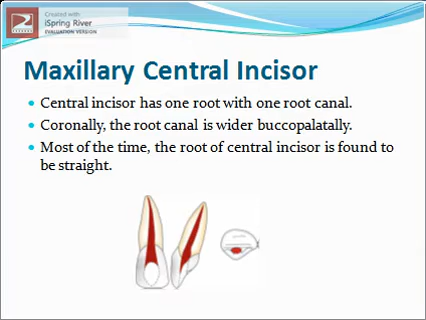 Created with
iSpring River
EVALUATION VERSION
Maxillary Central Incisor
Central incisor has one root with one root canal.
Coronally, the root canal is wider buccopalatally.
Most of the time, the root of central incisor is found to
be straight.